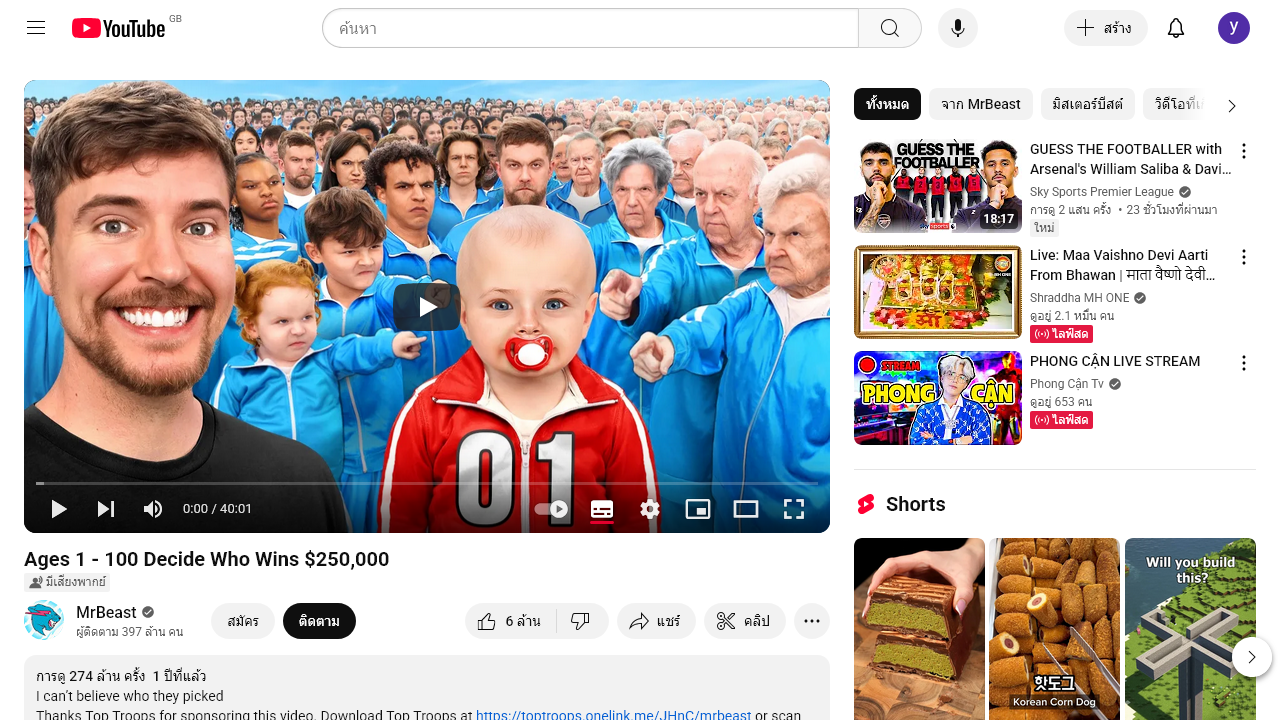 YouTube GB
ค้นหา
สร้าง
y
01
0:00 / 40:01
Ages 1 - 100 Decide Who Wins $250,000
มีเสียงพากย์
MrBeast
ผู้ติดตาม 397 ล้าน คน
สมัคร
ติดตาม
6 ล้าน
แชร์
คลิป
การดู 274 ล้าน ครั้ง 1 ปีที่แล้ว
I can’t believe who they picked
Thanks Top Troops for sponsoring this video. Download Top Troops at https://toptroops.onelink.me/JHnC/mrbeast or scan
ทั้งหมด
จาก MrBeast
มิสเตอร์บีสต์
GUESS THE
FOOTBALLER
sky sports
18:17
GUESS THE FOOTBALLER with
Arsenal's William Saliba & Davi...
Sky Sports Premier League
การดู 2 แสน ครั้ง • 23 ชั่วโมงที่ผ่านมา
ใหม่
MH ONE
Live: Maa Vaishno Devi Aarti
From Bhawan | माता वैष्णो देवी...
Shraddha MH ONE
ดูอยู่ 2.1 หมื่น คน
ไลฟ์สด
STREAM
PHONG CẬN
PHONG CẬN LIVE STREAM
Phong Cận Tv
ดูอยู่ 653 คน
ไลฟ์สด
Shorts
핫도그
Korean Corn Dog
Will you build
this?